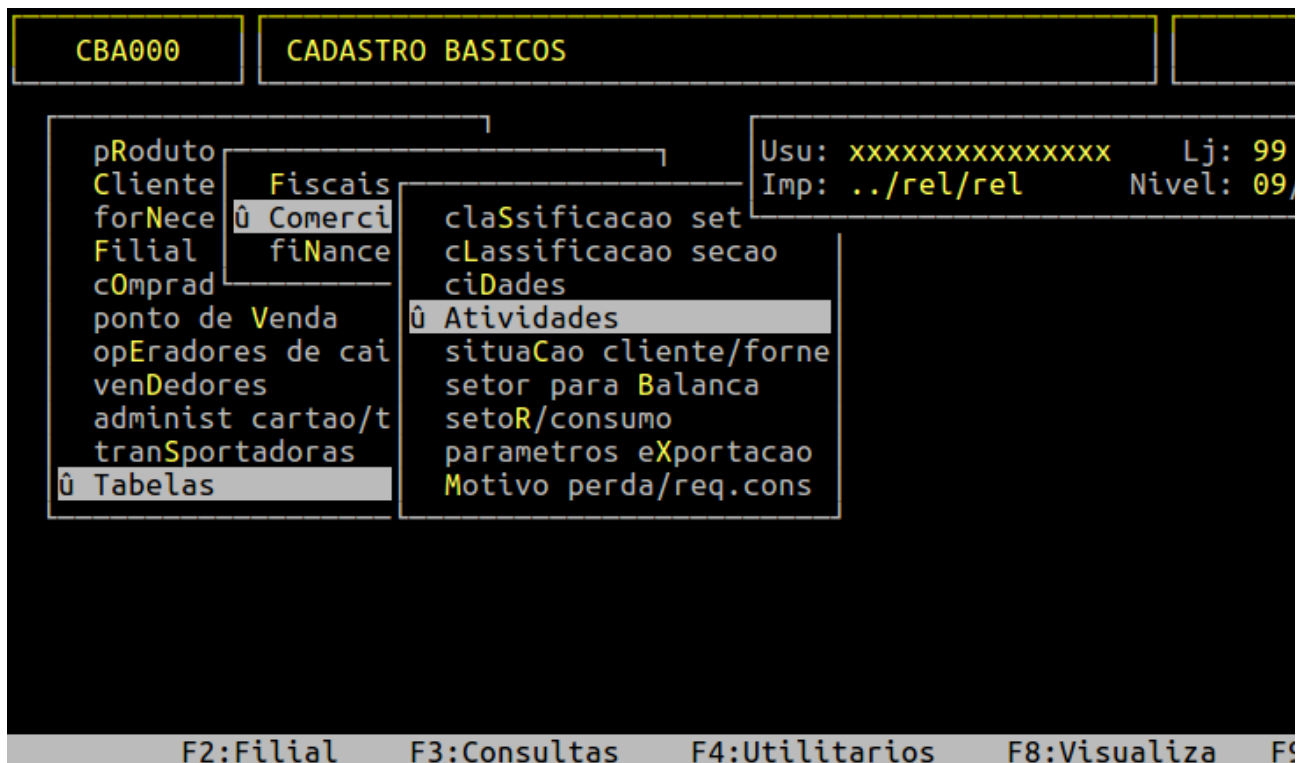 CBA000 CADASTRO BASICOS
Usu: xxxxxxxxxxxxxxx Lj: 99
Imp: ../rel/rel Nivel: 09/
pRoduto
Cliente
forNece
Filial
cOmprad
ponto de Venda
opEradores de cai
venDedores
administ cartao/t
tranSportadoras
û Tabelas
Fiscais
û Comerci
fiNance
claSsificacao set
cLassificacao secao
ciDades
û Atividades
situaCao cliente/forne
setor para Balanca
setoR/consumo
parametros eXportacao
Motivo perda/req.cons
F2:Filial F3:Consultas F4:Utilitarios F8:Visualiza F9